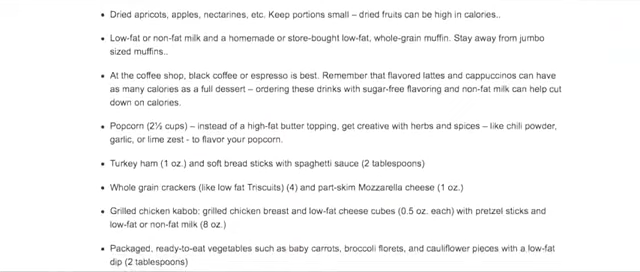 • Dried apricots, apples, nectarines, etc. Keep portions small – dried fruits can be high in calories..
• Low-fat or non-fat milk and a homemade or store-bought low-fat, whole-grain muffin. Stay away from jumbo
sized muffins..
• At the coffee shop, black coffee or espresso is best. Remember that flavored lattes and cappuccinos can have
as many calories as a full dessert – ordering these drinks with sugar-free flavoring and non-fat milk can help cut
down on calories.
• Popcorn (2½ cups) – instead of a high-fat butter topping, get creative with herbs and spices – like chili powder,
garlic, or lime zest - to flavor your popcorn.
• Turkey ham (1 oz.) and soft bread sticks with spaghetti sauce (2 tablespoons)
• Whole grain crackers (like low fat Triscuits) (4) and part-skim Mozzarella cheese (1 oz.)
• Grilled chicken kabob: grilled chicken breast and low-fat cheese cubes (0.5 oz. each) with pretzel sticks and
low-fat or non-fat milk (8 oz.)
• Packaged, ready-to-eat vegetables such as baby carrots, broccoli florets, and cauliflower pieces with a low-fat
dip (2 tablespoons)